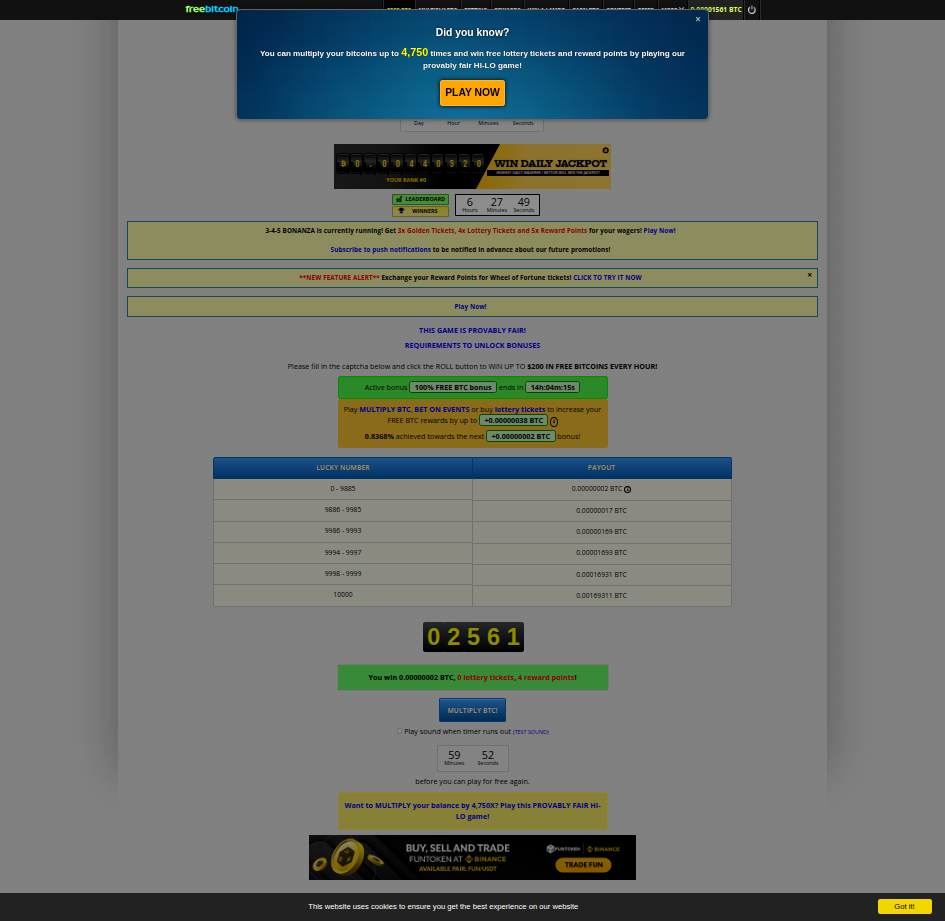 freebitcoin
×
Did you know?
You can multiply your bitcoins up to 4,750 times and win free lottery tickets and reward points by playing our
provably fair HI-LO game!
PLAY NOW
Day Hour Minutes Seconds
WIN DAILY JACKPOT
YOUR RANK #0
LEADERBOARD
WINNERS
6 27 49
Hours Minutes Seconds
3-4-5 BONANZA is currently running! Get 3x Golden Tickets, 4x Lottery Tickets and 5x Reward Points for your wagers! Play Now!
Subscribe to push notifications to be notified in advance about our future promotions!
**NEW FEATURE ALERT** Exchange your Reward Points for Wheel of Fortune tickets! CLICK TO TRY IT NOW
Play Now!
THIS GAME IS PROVABLY FAIR!
REQUIREMENTS TO UNLOCK BONUSES
Please fill in the captcha below and click the ROLL button to WIN UP TO $200 IN FREE BITCOINS EVERY HOUR!
Active bonus 100% FREE BTC bonus ends in 14h:04m:15s
Play MULTIPLY BTC, BET ON EVENTS or buy lottery tickets to increase your
FREE BTC rewards by up to +0.00000038 BTC
0.8368% achieved towards the next +0.00000002 BTC bonus!
LUCKY NUMBER PAYOUT
0 - 9885 0.00000002 BTC
9886 - 9985 0.00000017 BTC
9986 - 9993 0.00000169 BTC
9994 - 9997 0.00001693 BTC
9998 - 9999 0.00016931 BTC
10000 0.00169311 BTC
02561
You win 0.00000002 BTC, 0 lottery tickets, 4 reward points!
MULTIPLY BTC!
Play sound when timer runs out (TEST SOUND)
59 52
Minutes Seconds
before you can play for free again.
Want to MULTIPLY your balance by 4,750X? Play this PROVABLY FAIR HI-
LO game!
BUY, SELL AND TRADE
FUNTOKEN AT BINANCE
AVAILABLE PAIR: FUN/USDT
FUNTOKEN BINANCE
TRADE FUN
This website uses cookies to ensure you get the best experience on our website
Got it!